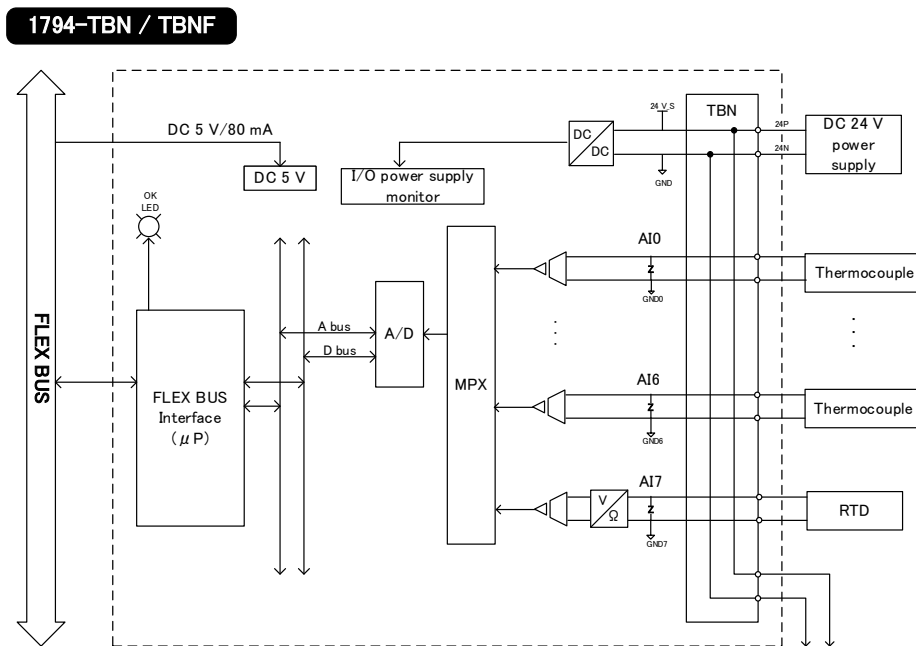 1794-TBN / TBNF
DC 5 V/80 mA
DC 5 V
I/O power supply
monitor
DC
DC
24 V_S
GND
TBN
24P
24N
DC 24 V
power
supply
OK
LED
FLEX BUS
FLEX BUS
Interface
(μP)
A bus
D bus
A/D
MPX
AI0
GND0
Thermocouple
AI6
GND6
Thermocouple
AI7
V
Ω
GND7
RTD